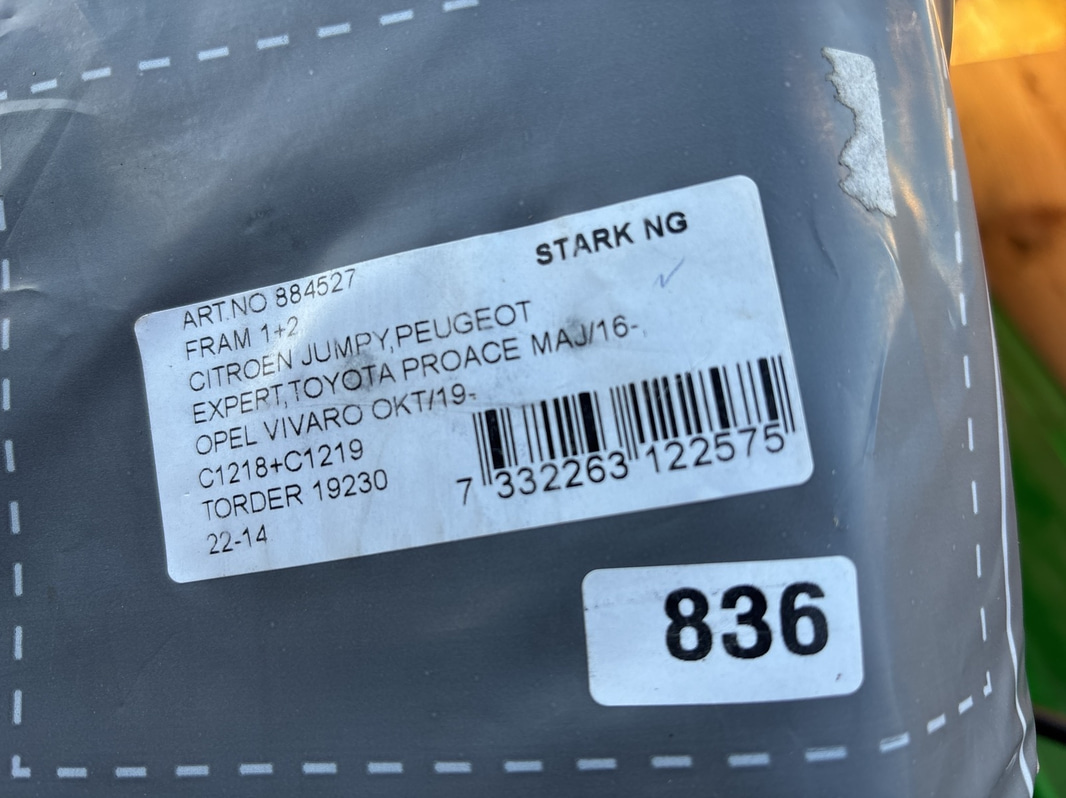 STARK NG
ART.NO 884527
FRAM 1+2
CITROEN JUMPY,PEUGEOT
EXPERT,TOYOTA PROACE MAJ/16-,
OPEL VIVARO OKT/19-
C1218+C1219
TORDER 19230
22-14
7 332263 122575
836